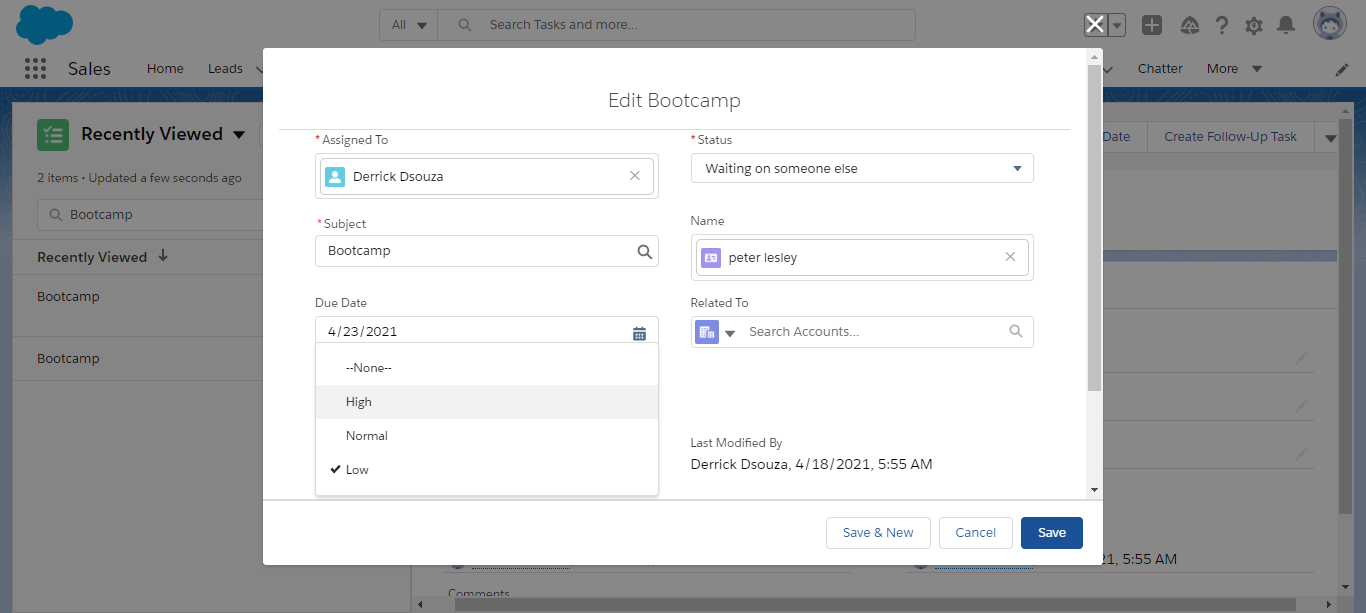 All
Search Tasks and more...
Sales
Home
Leads
Chatter
More
Recently Viewed
2 items • Updated a few seconds ago
Bootcamp
Recently Viewed
Bootcamp
Bootcamp
Date
Create Follow-Up Task
Edit Bootcamp
* Assigned To
Derrick Dsouza
* Status
Waiting on someone else
* Subject
Bootcamp
Name
peter lesley
Due Date
4/23/2021
Related To
Search Accounts...
--None--
High
Normal
Low
Last Modified By
Derrick Dsouza, 4/18/2021, 5:55 AM
Save & New
Cancel
Save
21, 5:55 AM
Comments